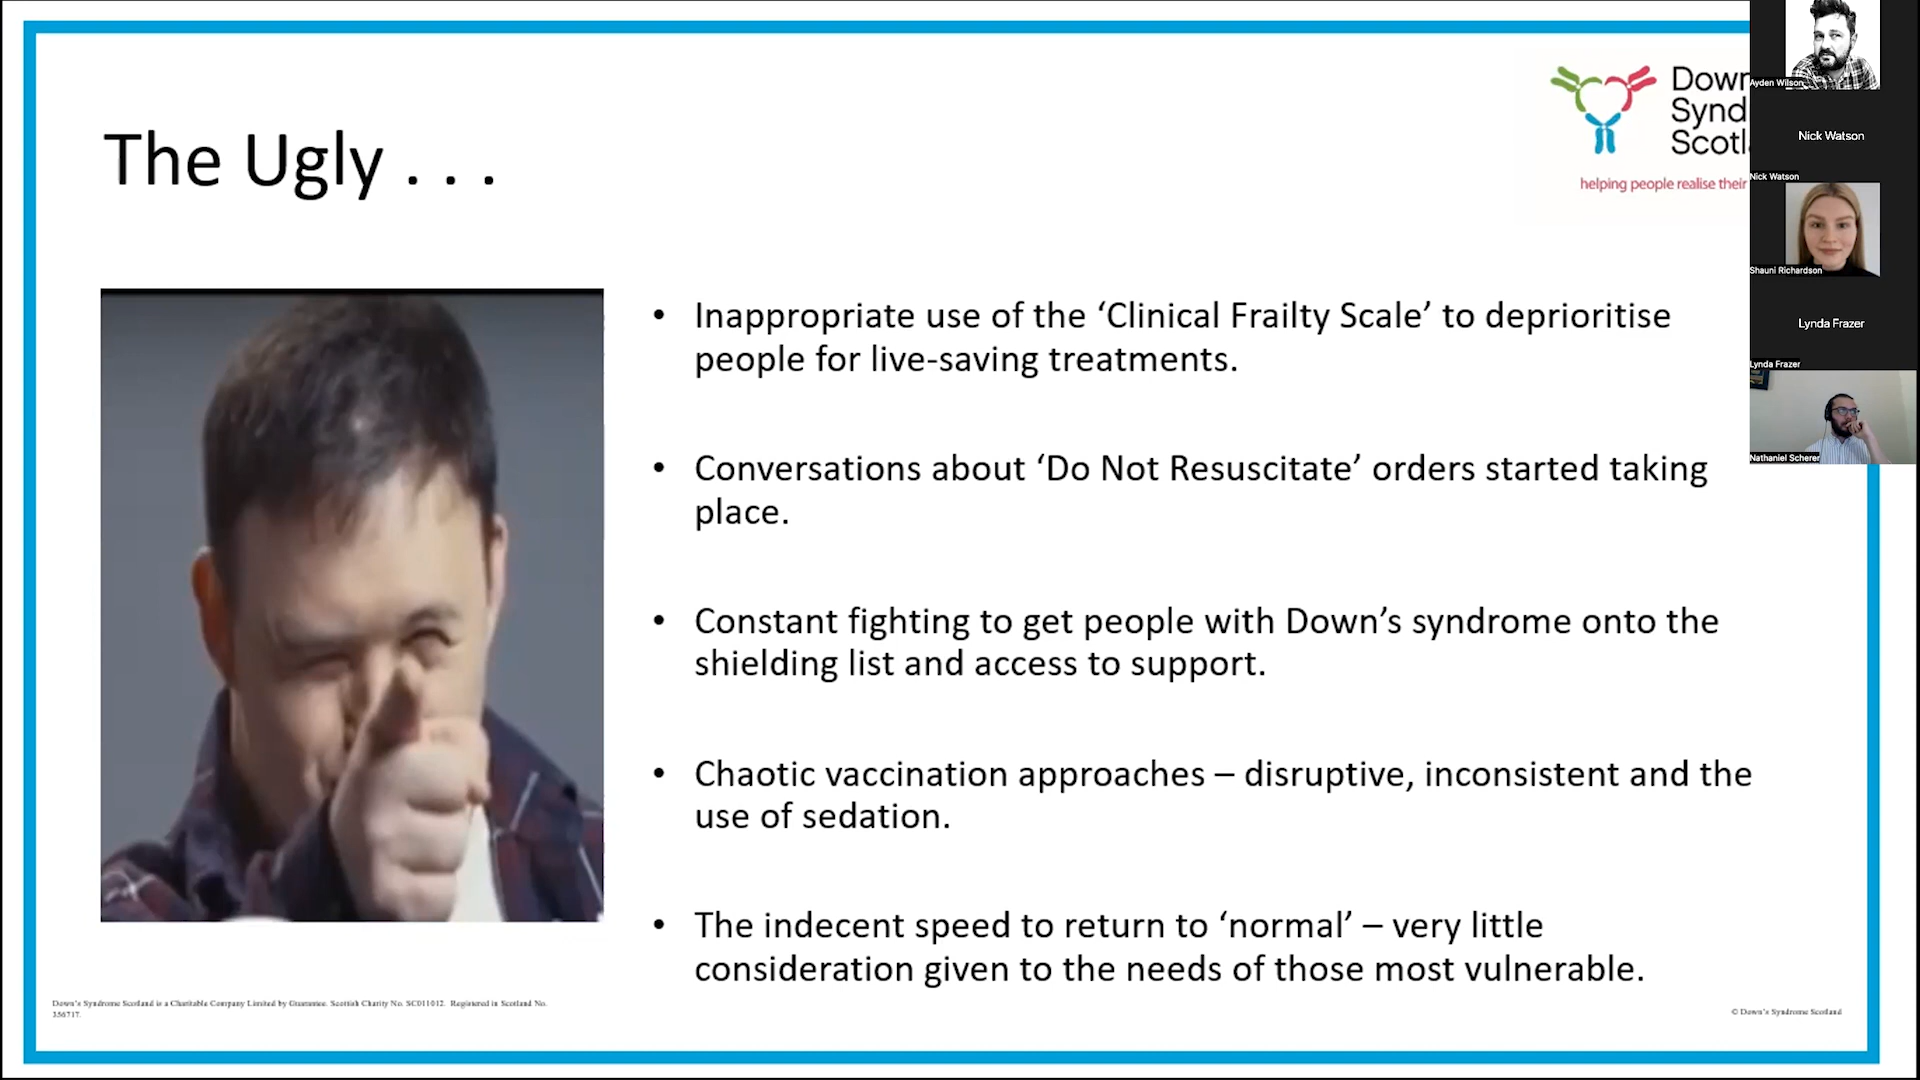 The Ugly . . .
Down
Synd
Scotl
helping people realise their
• Inappropriate use of the ‘Clinical Frailty Scale’ to deprioritise
people for live-saving treatments.
• Conversations about ‘Do Not Resuscitate’ orders started taking
place.
• Constant fighting to get people with Down’s syndrome onto the
shielding list and access to support.
• Chaotic vaccination approaches – disruptive, inconsistent and the
use of sedation.
• The indecent speed to return to ‘normal’ – very little
consideration given to the needs of those most vulnerable.
Down's Syndrome Scotland is a Charitable Company Limited by Guarantee. Scottish Charity No. SC011012. Registered in Scotland No.
356717.
© Down's Syndrome Scotland
Ayden Wilson
Nick Watson
Nick Watson
Shauni Richardson
Lynda Frazer
Lynda Frazer
Nathaniel Scherer